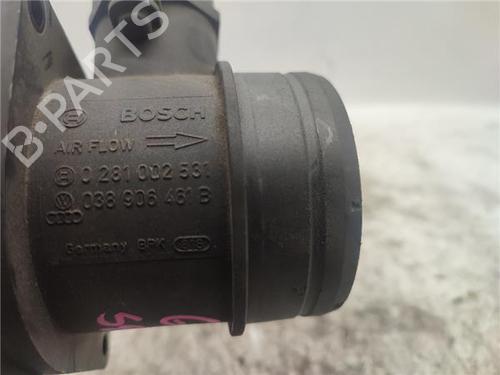 B-PARTS
BOSCH
AIR FLOW
0 281 002 531
038 906 461 B
Germany BPK